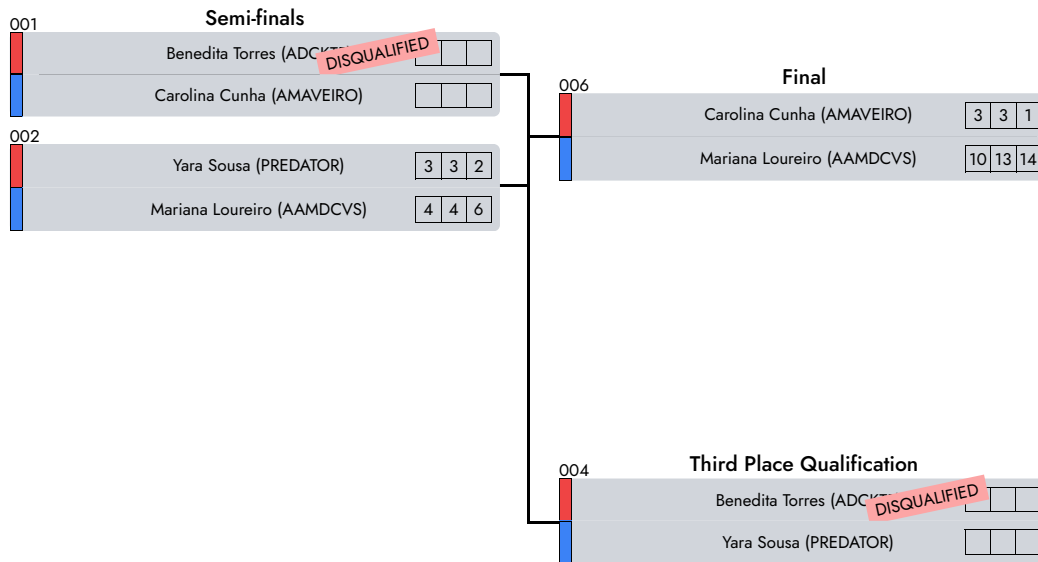 Semi-finals
001
Benedita Torres
DISQUALIFIED
Carolina Cunha (AMAVEIRO)
002
Yara Sousa (PREDATOR) 3 3 2
Mariana Loureiro (AAMDCVS) 4 4 6
Final
006
Carolina Cunha (AMAVEIRO) 3 3 1
Mariana Loureiro (AAMDCVS) 10 13 14
Third Place Qualification
004
Benedita Torres
DISQUALIFIED
Yara Sousa (PREDATOR)